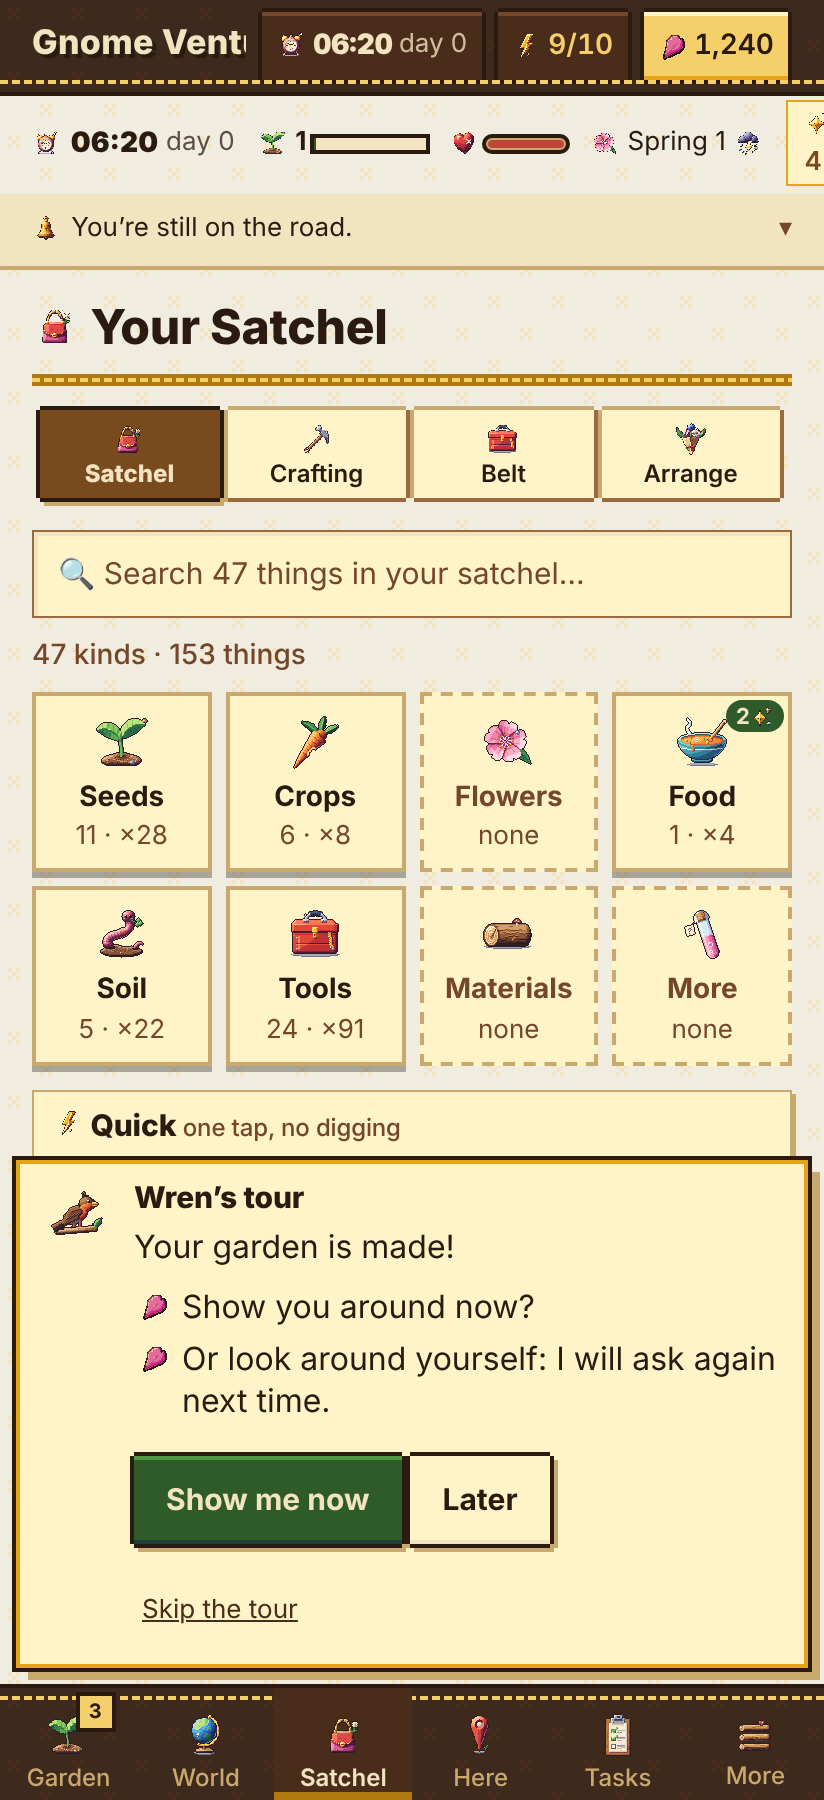 Gnome Ventu
06:20 day 0
9/10
1,240
06:20 day 0
1
Spring 1
4
You’re still on the road.
Your Satchel
Satchel
Crafting
Belt
Arrange
Search 47 things in your satchel...
47 kinds · 153 things
Seeds
11 · ×28
Crops
6 · ×8
Flowers
none
2
Food
1 · ×4
Soil
5 · ×22
Tools
24 · ×91
Materials
none
More
none
Quick one tap, no digging
Wren’s tour
Your garden is made!
Show you around now?
Or look around yourself: I will ask again
next time.
Show me now
Later
Skip the tour
3
Garden
World
Satchel
Here
Tasks
More